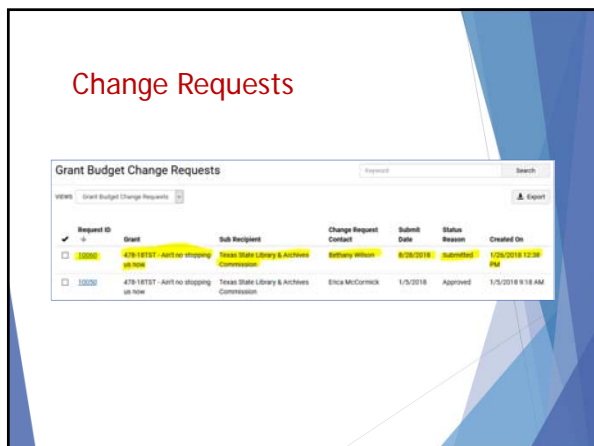 Change Requests
Grant Budget Change Requests
Keyword
Search
VIEWS
Grant Budget Change Requests
Export
Request ID Grant Sub Recipient Change Request Contact Submit Date Status Reason Created On
10060 478-18TST - Ain't no stopping us now Texas State Library & Archives Commission Bethany Wilson 8/28/2018 Submitted 1/26/2018 12:38 PM
10050 478-18TST - Ain't no stopping us now Texas State Library & Archives Commission Erica McCormick 1/5/2018 Approved 1/5/2018 9:18 AM